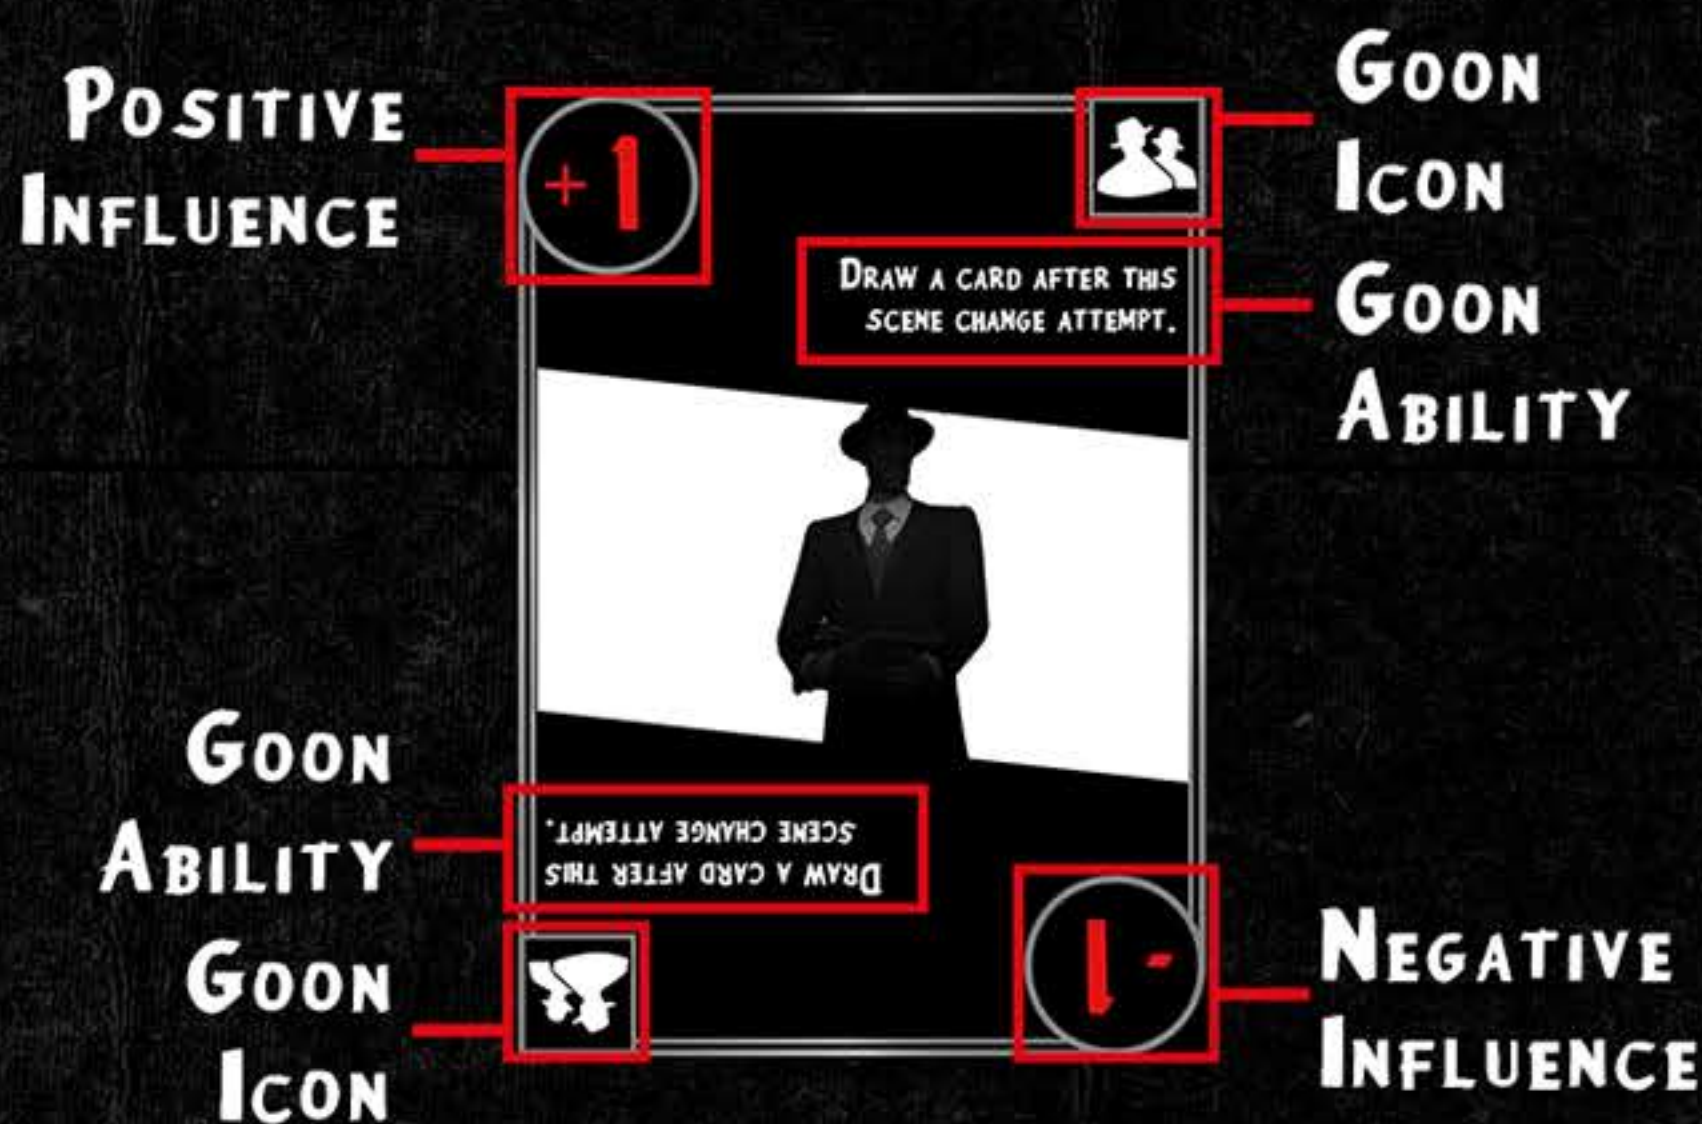 POSITIVE
INFLUENCE
+1
GOON
ICON
DRAW A CARD AFTER THIS
SCENE CHANGE ATTEMPT.
GOON
ABILITY
GOON
ABILITY
DRAW A CARD AFTER THIS
SCENE CHANGE ATTEMPT.
GOON
ICON
-1
NEGATIVE
INFLUENCE